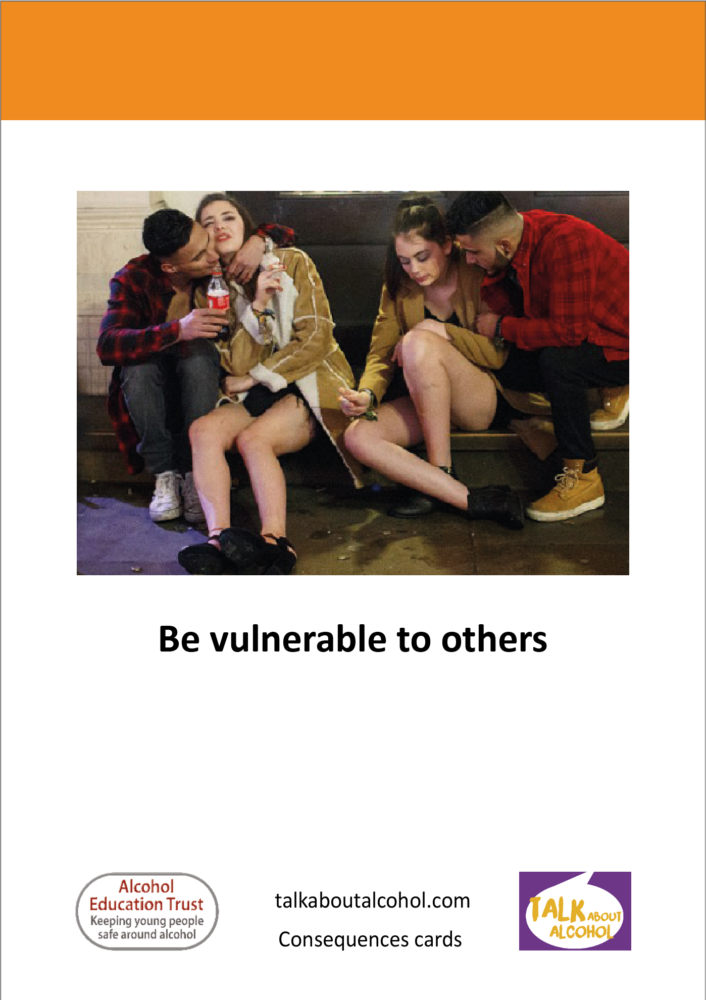 Be vulnerable to others
Alcohol
Education Trust
Keeping young people
safe around alcohol
talkaboutalcohol.com
Consequences cards
TALK ABOUT
ALCOHOL